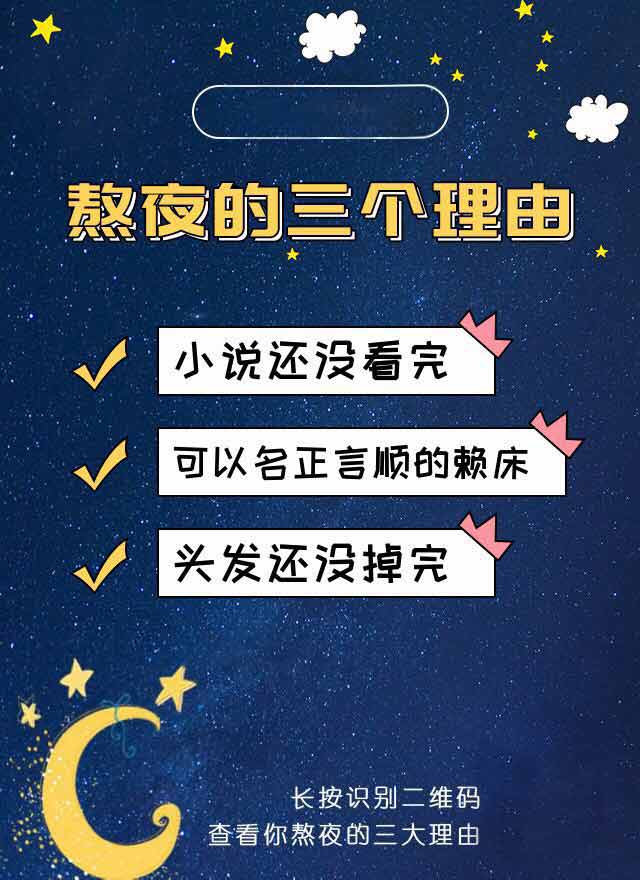 熬夜的三个理由
小说还没看完
可以名正言顺的赖床
头发还没掉完
长按识别二维码
查看你熬夜的三大理由